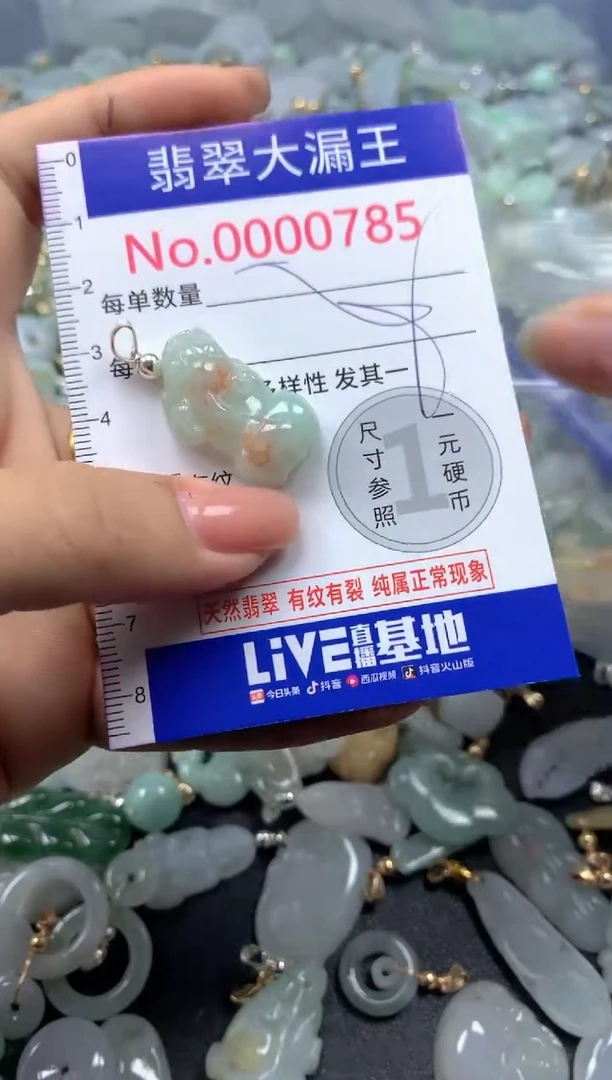 翡翠大漏王
No.0000785
每单数量
每
多样性 发其一
有纹
尺寸参照
1
一元硬币
天然翡翠 有纹有裂 纯属正常现象
LiVE直播基地
今日头条 抖音 西瓜视频 抖音火山版
0
1
2
3
4
7
8